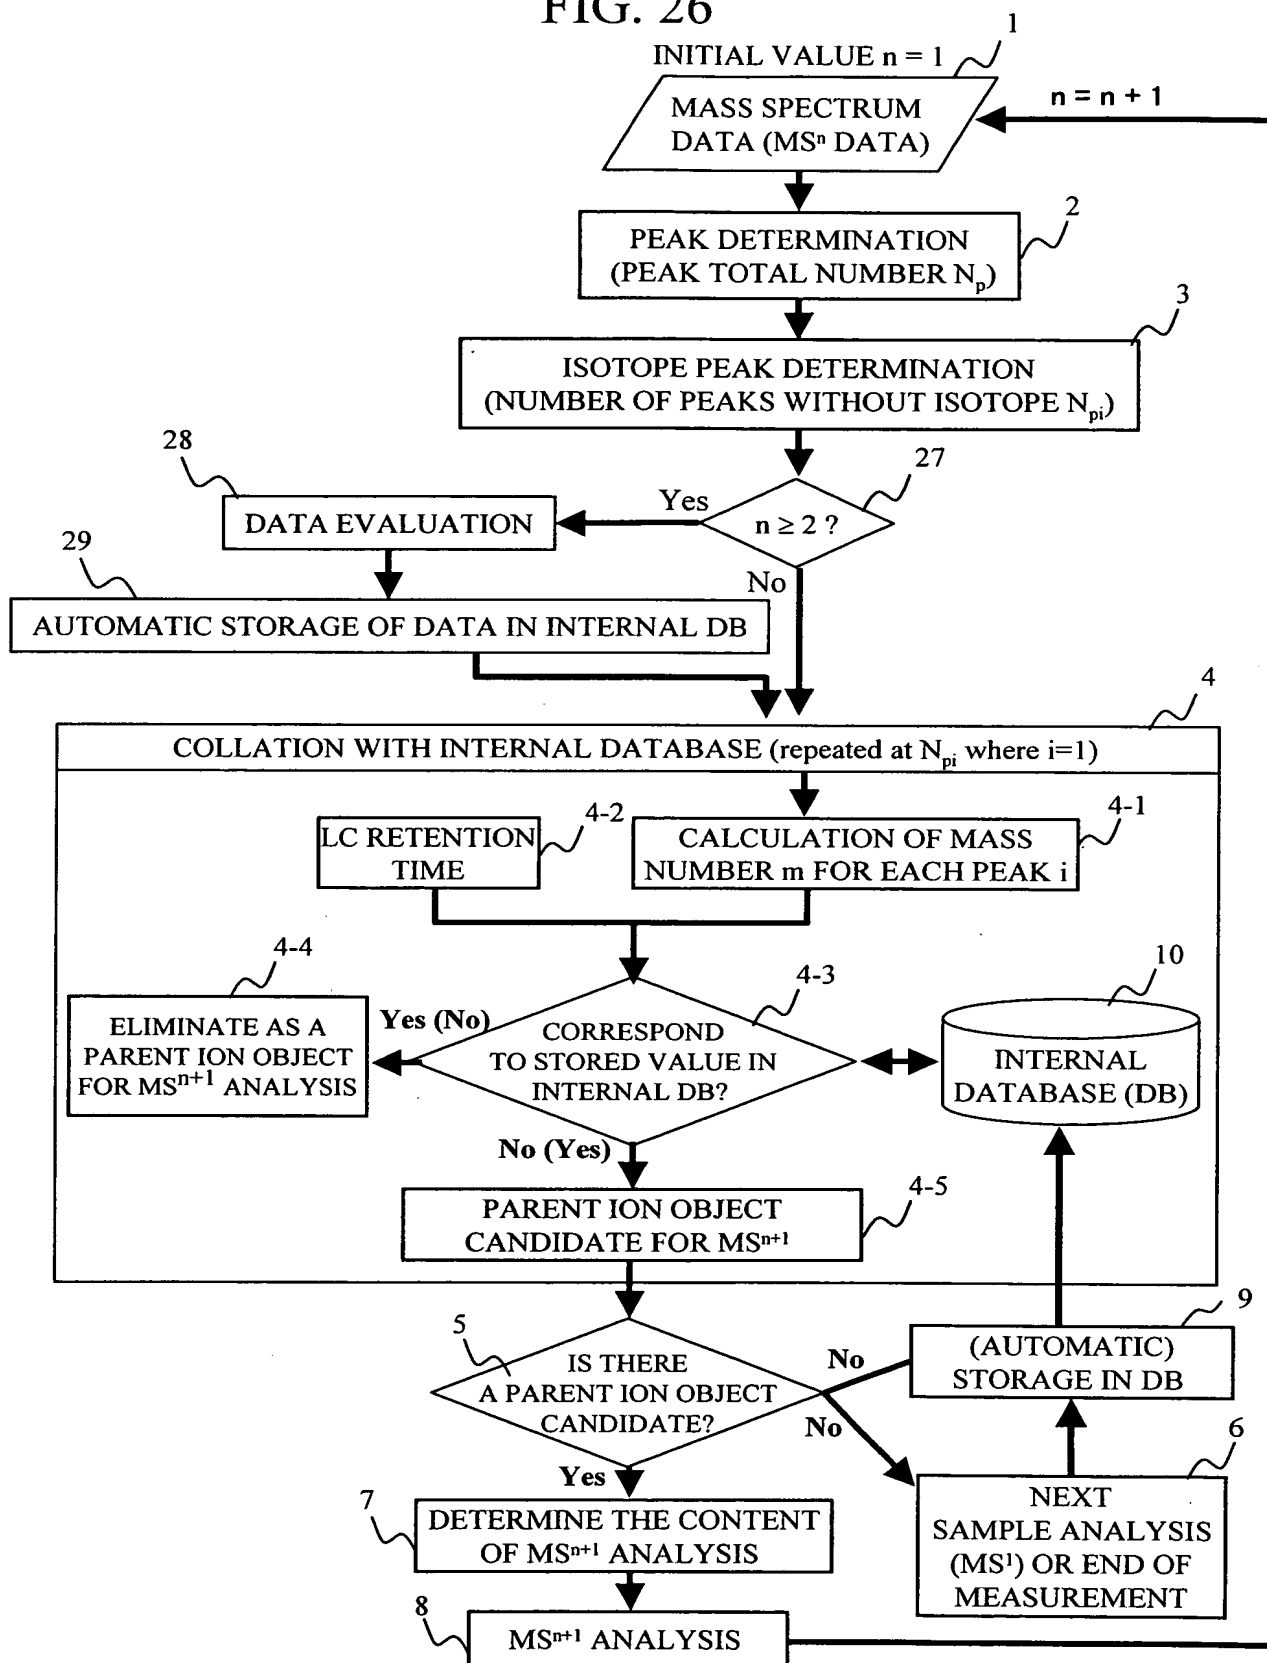 FIG. 26
1
INITIAL VALUE n = 1
n = n + 1
MASS SPECTRUM
DATA (MSⁿ DATA)
2
PEAK DETERMINATION
(PEAK TOTAL NUMBER Nₚ)
3
ISOTOPE PEAK DETERMINATION
(NUMBER OF PEAKS WITHOUT ISOTOPE Nₚᵢ)
28
27
Yes
DATA EVALUATION
n ≥ 2 ?
29
No
AUTOMATIC STORAGE OF DATA IN INTERNAL DB
4
COLLATION WITH INTERNAL DATABASE (repeated at Nₚᵢ where i=1)
4-2
4-1
LC RETENTION
TIME
CALCULATION OF MASS
NUMBER m FOR EACH PEAK i
4-4
4-3
10
Yes (No)
ELIMINATE AS A
PARENT ION OBJECT
FOR MSⁿ⁺¹ ANALYSIS
CORRESPOND
TO STORED VALUE IN
INTERNAL DB?
INTERNAL
DATABASE (DB)
No (Yes)
4-5
PARENT ION OBJECT
CANDIDATE FOR MSⁿ⁺¹
5
9
IS THERE
A PARENT ION OBJECT
CANDIDATE?
No
(AUTOMATIC)
STORAGE IN DB
No
6
Yes
7
DETERMINE THE CONTENT
OF MSⁿ⁺¹ ANALYSIS
NEXT
SAMPLE ANALYSIS
(MS¹) OR END OF
MEASUREMENT
8
MSⁿ⁺¹ ANALYSIS